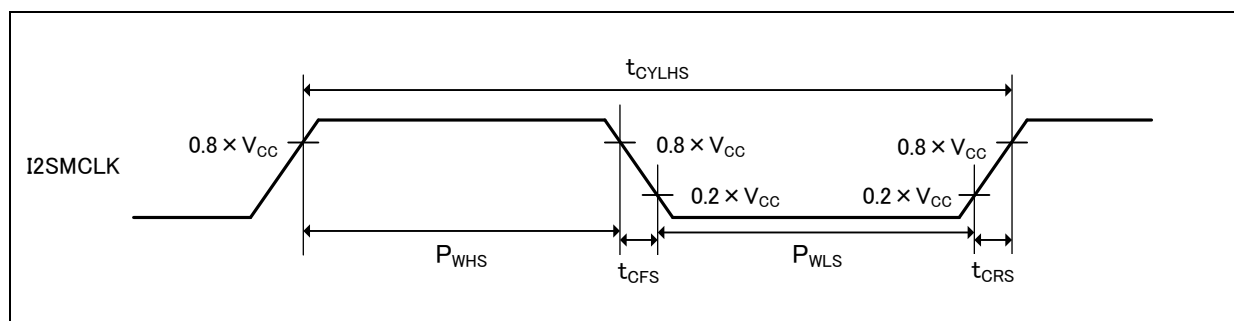 tCYLHS
0.8 × VCC
0.8 × VCC
0.8 × VCC
I2SMCLK
0.2 × VCC
0.2 × VCC
PWHS
tCFS
PWLS
tCRS